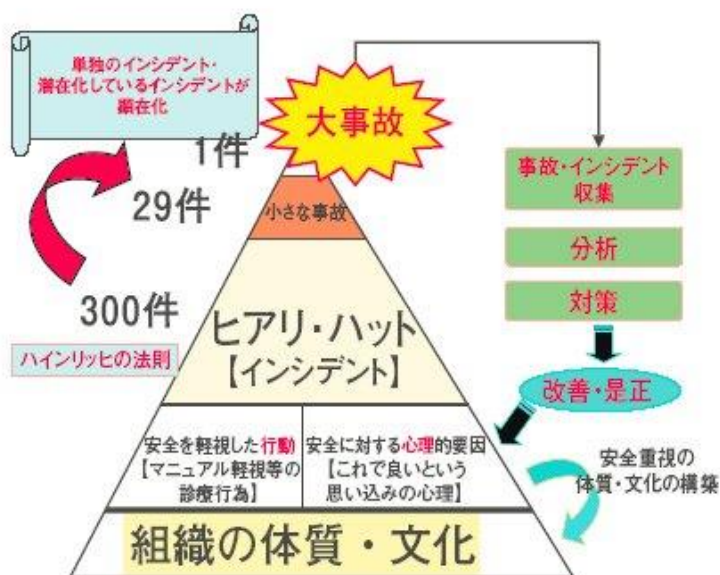 単独のインシデント・
潜在化しているインシデントが
顕在化
大事故
1件
29件
小さな事故
300件
ヒアリ・ハット
【インシデント】
ハインリッヒの法則
安全を軽視した行動
【マニュアル軽視等の
診療行為】
安全に対する心理的要因
【これで良いという
思い込みの心理】
組織の体質・文化
事故・インシデント
収集
分析
対策
改善・是正
安全重視の
体質・文化の構築